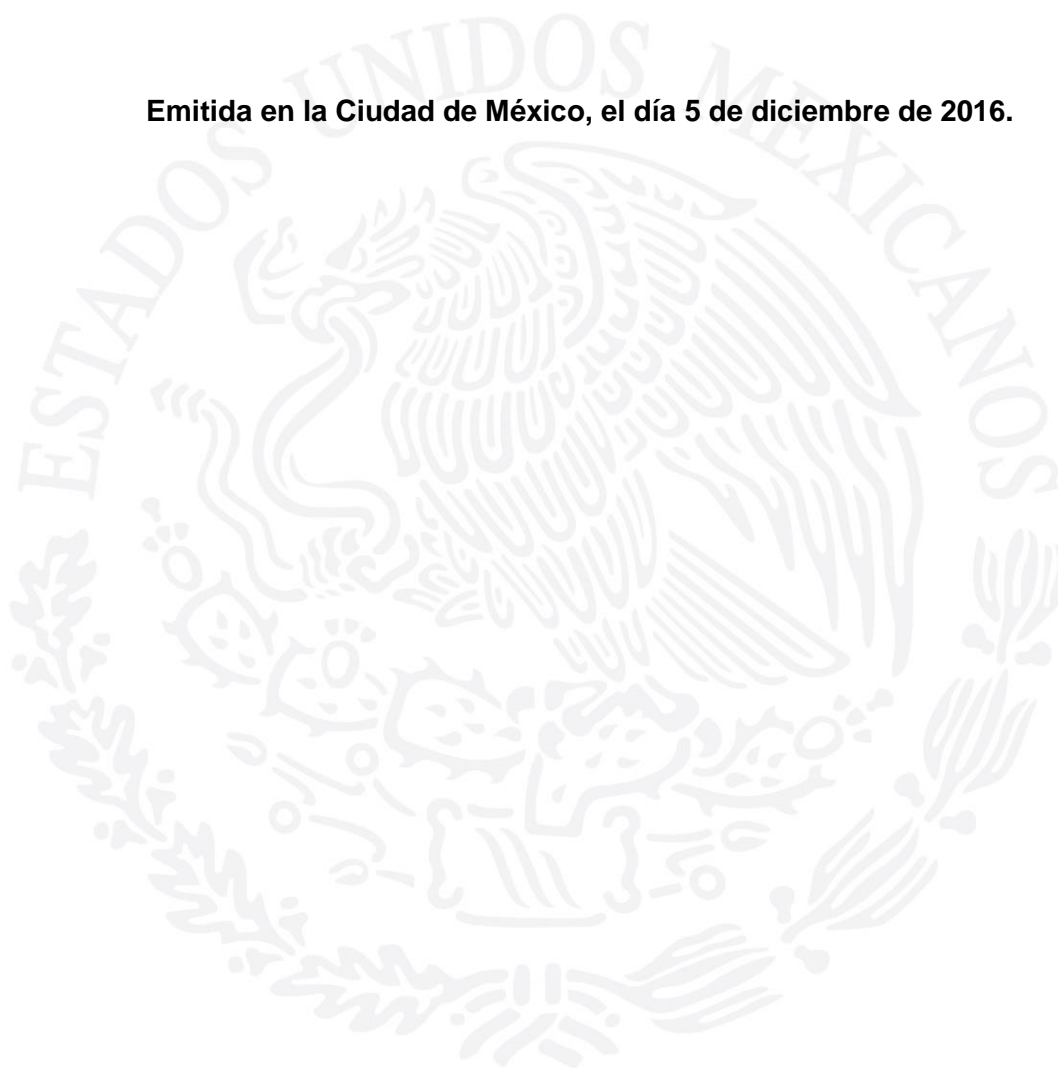 Emitida en la Ciudad de México, el día 5 de diciembre de 2016.
ESTADOS UNIDOS MEXICANOS